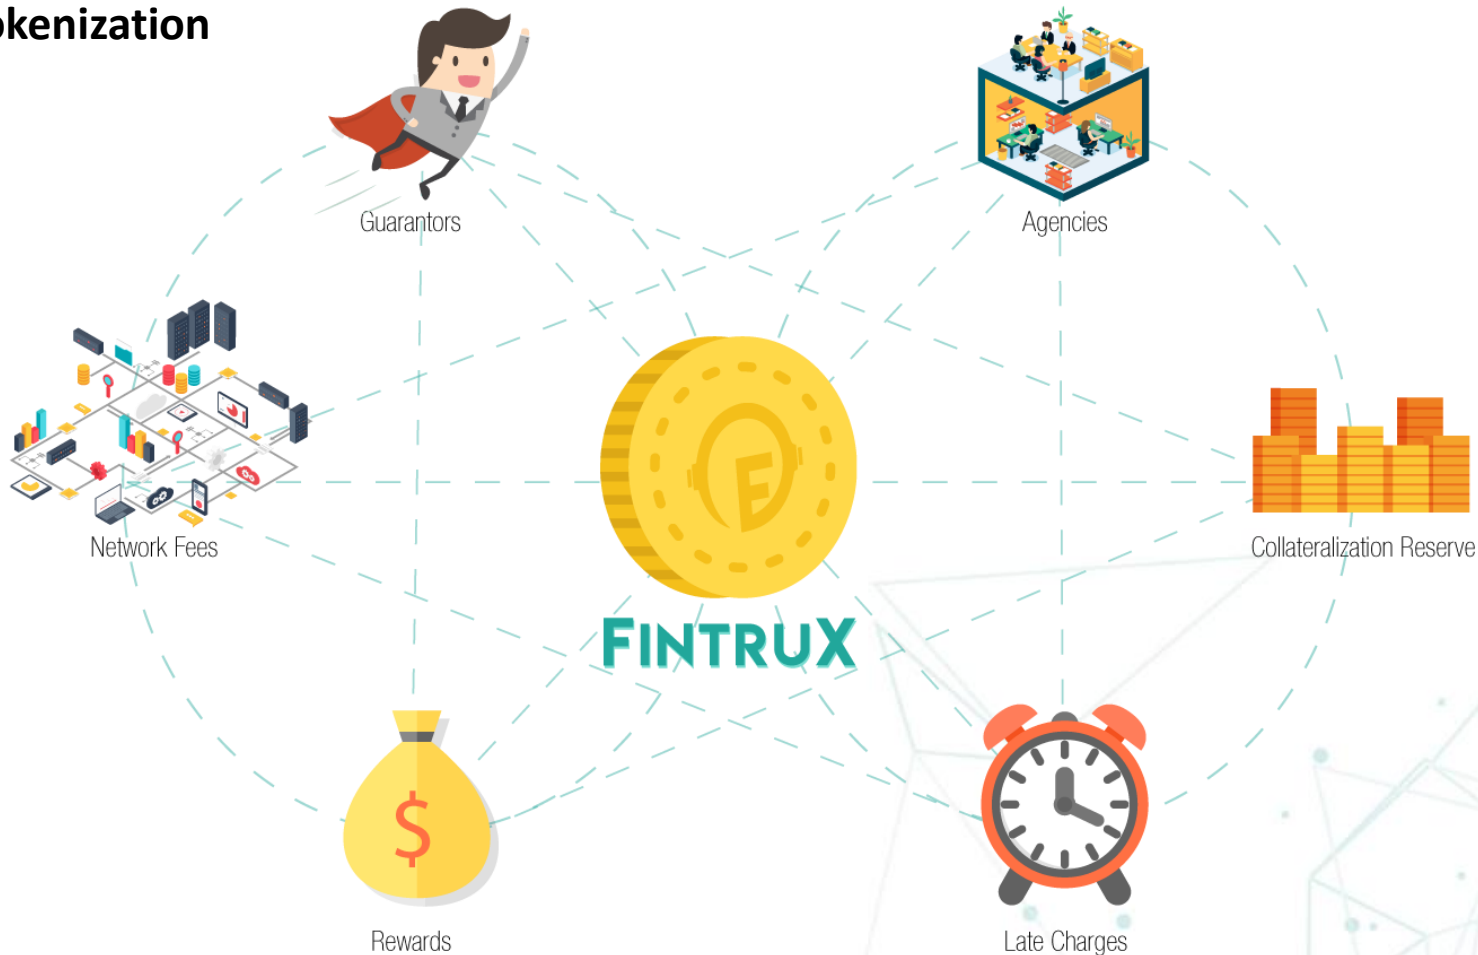 okenization
Guarantors
Agencies
Network Fees
Collateralization Reserve
FINTRUX
$
Rewards
Late Charges